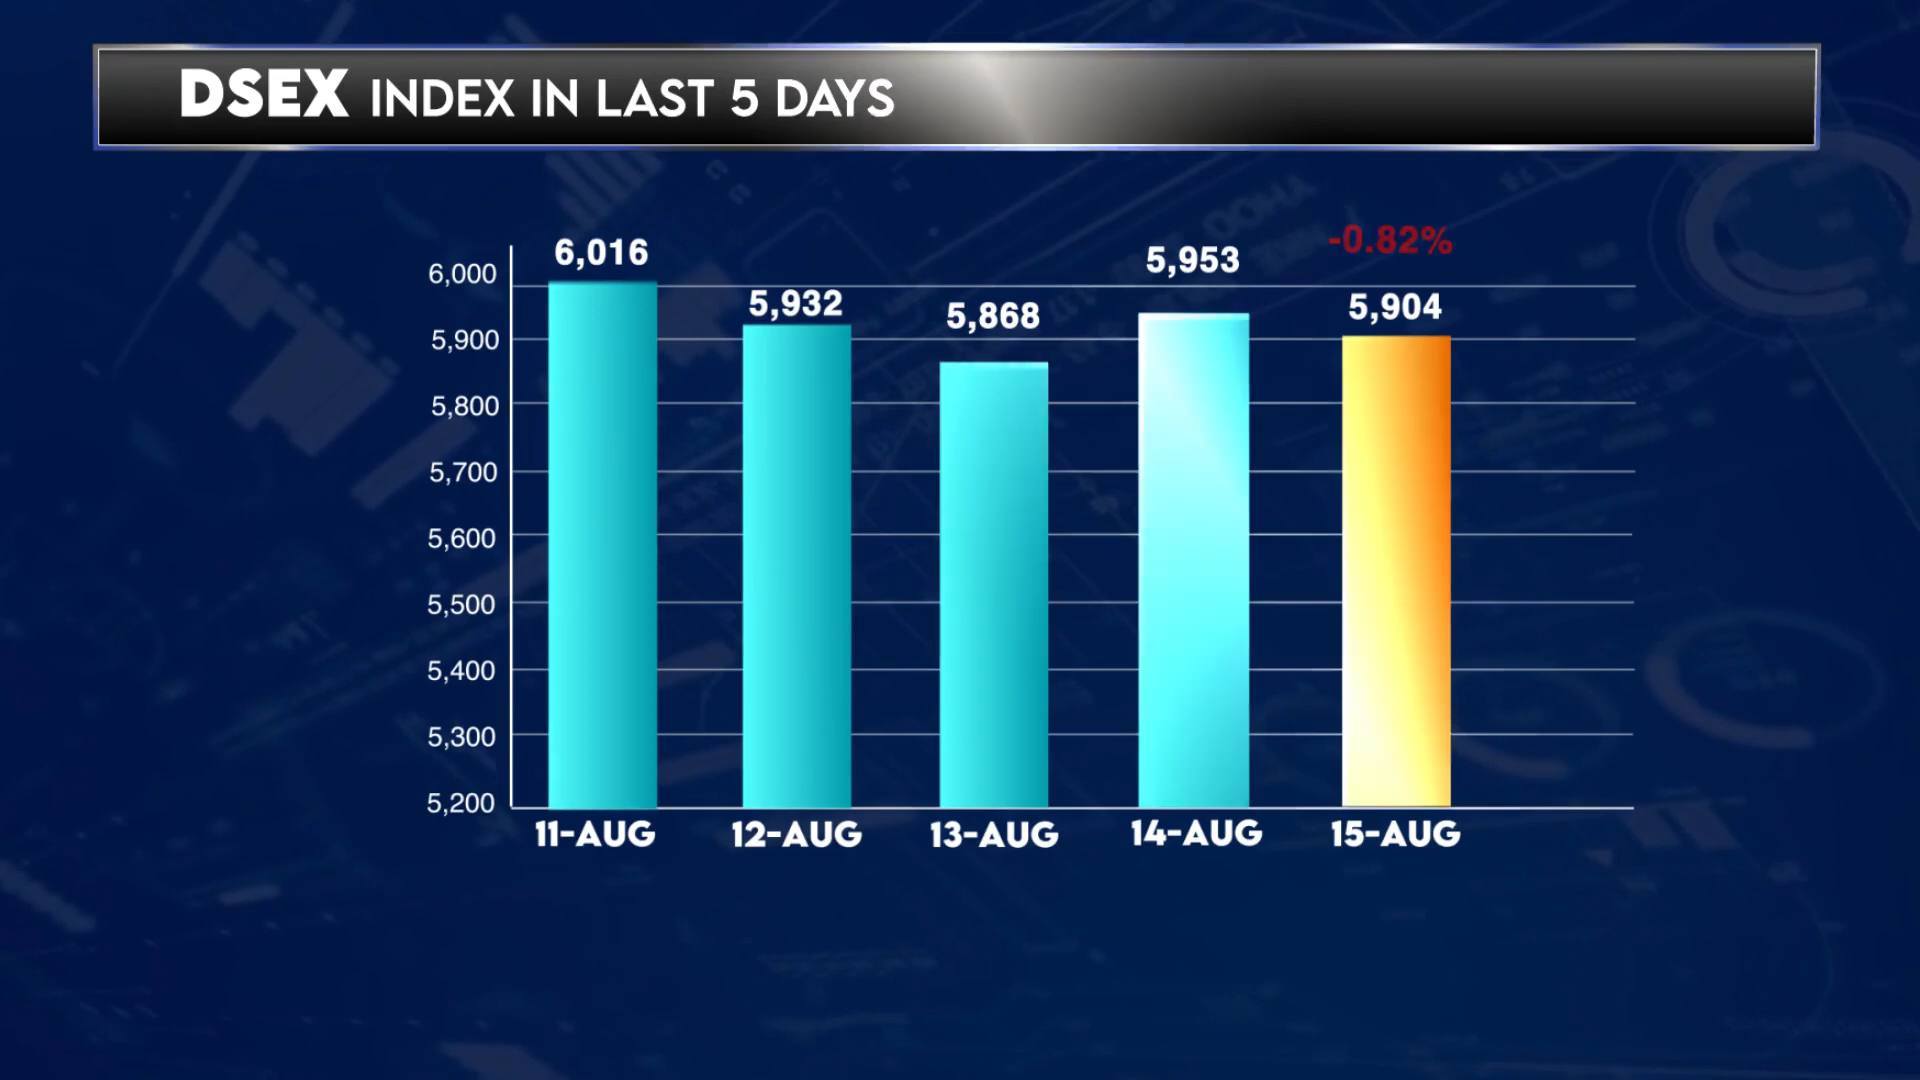 DSEX INDEX IN LAST 5 DAYS
-0.82%
6,016
5,953
5,932
5,868
5,904
6,000
5,900
5,800
5,700
5,600
5,500
5,400
5,300
5,200
11-AUG
12-AUG
13-AUG
14-AUG
15-AUG